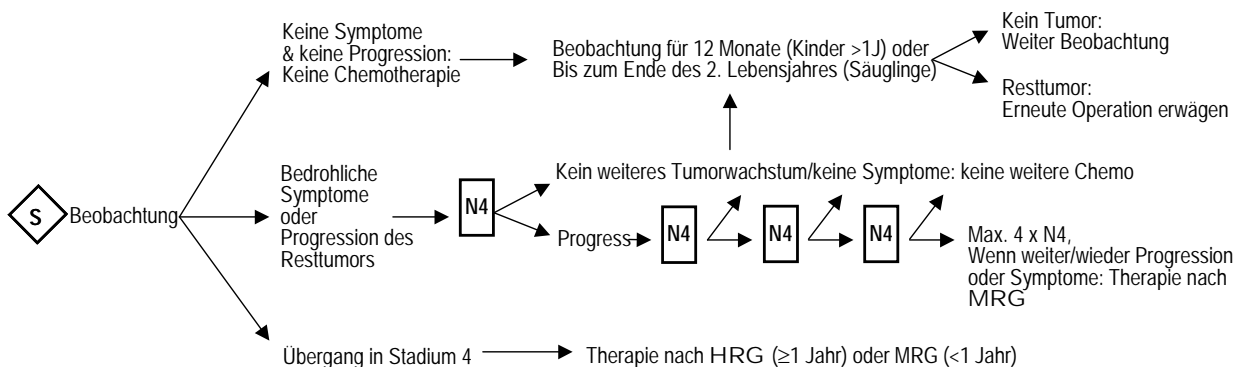 Keine Symptome
& keine Progression:
Keine Chemotherapie
Beobachtung für 12 Monate (Kinder >1J) oder
Bis zum Ende des 2. Lebensjahres (Säuglinge)
Kein Tumor:
Weiter Beobachtung
Resttumor:
Erneute Operation erwägen
S
Beobachtung
Bedrohliche
Symptome
oder
Progression des
Resttumors
N4
Kein weiteres Tumorwachstum/keine Symptome: keine weitere Chemo
Progress
N4
N4
N4
Max. 4 x N4,
Wenn weiter/wieder Progression
oder Symptome: Therapie nach
MRG
Übergang in Stadium 4
Therapie nach HRG (≥1 Jahr) oder MRG (<1 Jahr)